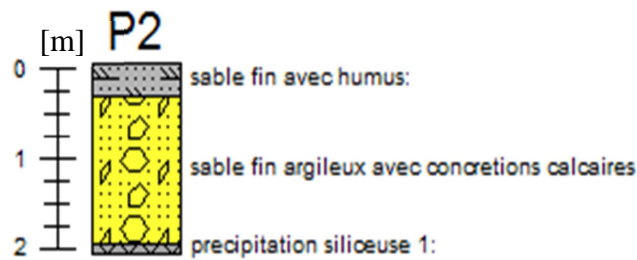 [m] P2
0
sable fin avec humus:
1
sable fin argileux avec concretions calcaires
2
precipitation siliceuse 1: